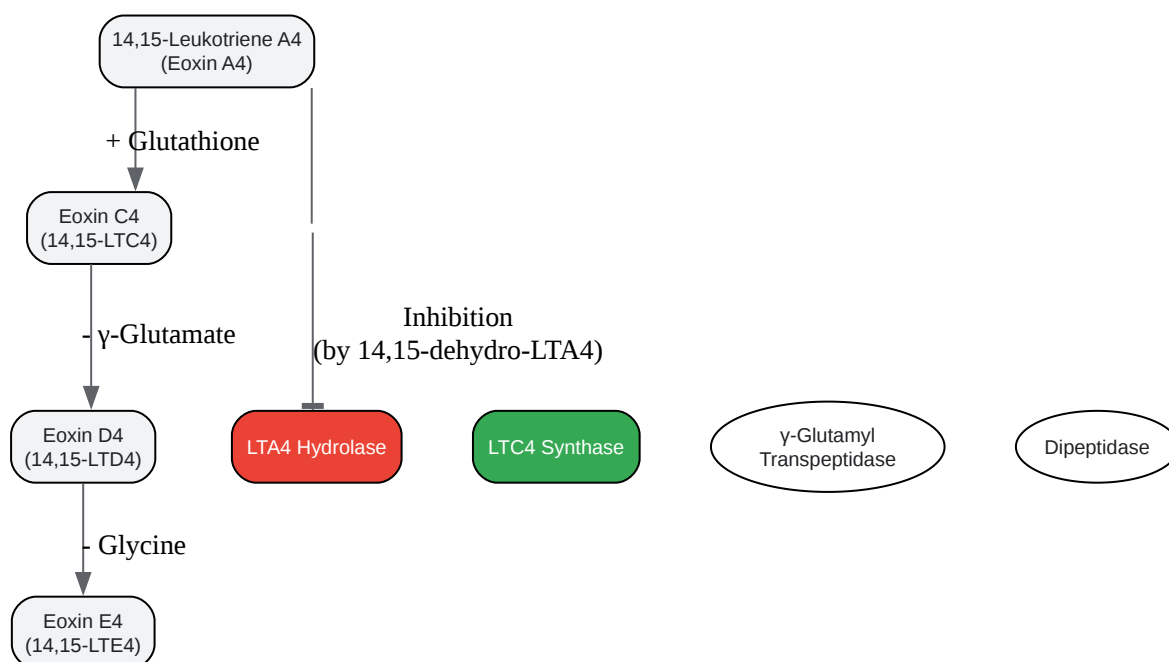 14,15-Leukotriene A4
(Eoxin A4)
+ Glutathione
Eoxin C4
(14,15-LTC4)
- γ-Glutamate
Inhibition
(by 14,15-dehydro-LTA4)
Eoxin D4
(14,15-LTD4)
LTA4 Hydrolase
LTC4 Synthase
γ-Glutamyl
Transpeptidase
Dipeptidase
- Glycine
Eoxin E4
(14,15-LTE4)